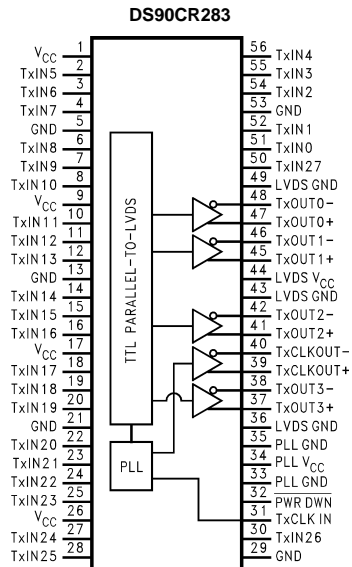 DS90CR283
V_CC 1 56 TxIN4
TxIN5 2 55 TxIN3
TxIN6 3 54 TxIN2
TxIN7 4 53 GND
GND 5 52 TxIN1
TxIN8 6 51 TxIN0
TxIN9 7 50 TxIN27
TxIN10 8 49 LVDS GND
V_CC 9 48 TxOUT0−
TxIN11 10 47 TxOUT0+
TxIN12 11 46 TxOUT1−
TxIN13 12 45 TxOUT1+
GND 13 44 LVDS V_CC
TxIN14 14 43 LVDS GND
TxIN15 15 42 TxOUT2−
TxIN16 16 41 TxOUT2+
V_CC 17 40 TxCLKOUT−
TxIN17 18 39 TxCLKOUT+
TxIN18 19 38 TxOUT3−
TxIN19 20 37 TxOUT3+
GND 21 36 LVDS GND
TxIN20 22 35 PLL GND
TxIN21 23 34 PLL V_CC
TxIN22 24 33 PLL GND
TxIN23 25 32 PWR DWN
V_CC 26 31 TxCLK IN
TxIN24 27 30 TxIN26
TxIN25 28 29 GND
TTL PARALLEL-TO-LVDS
PLL